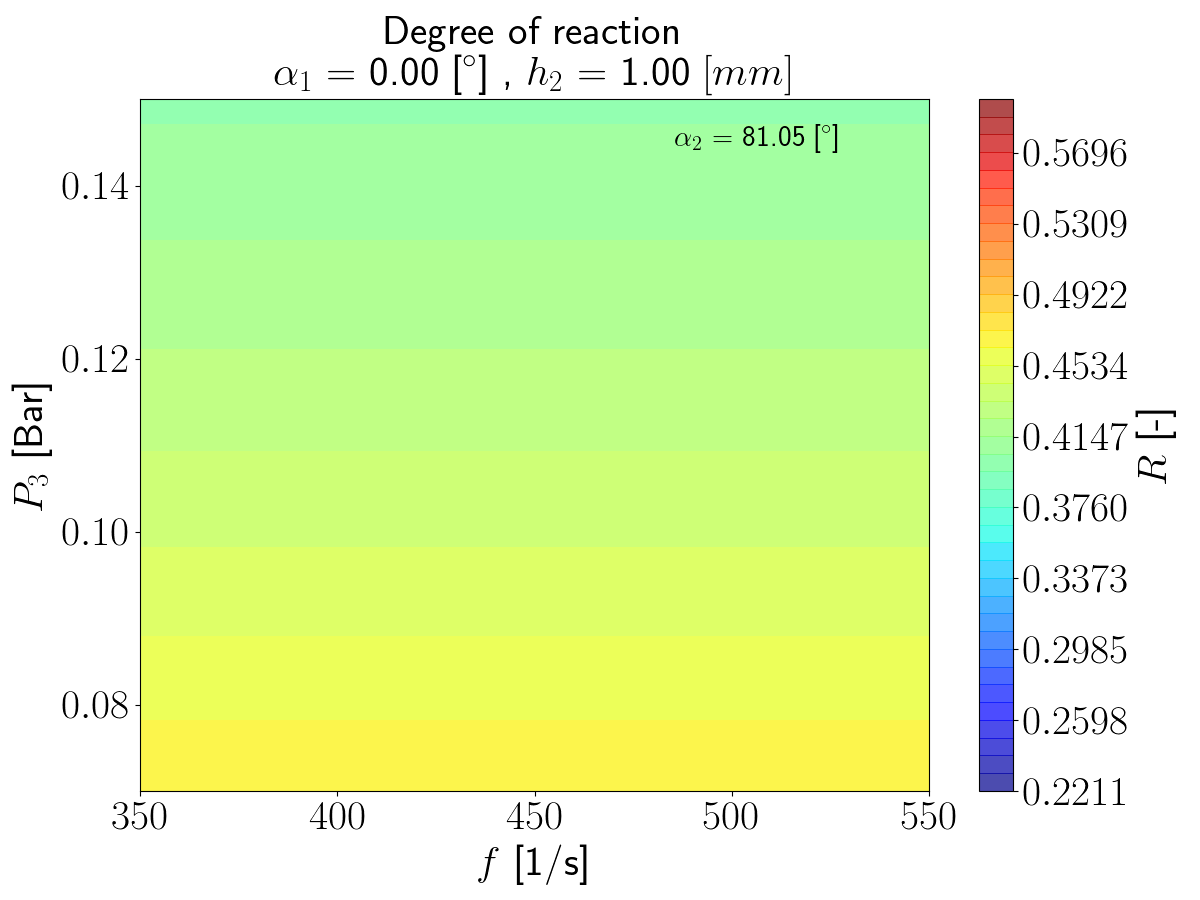 Degree of reaction
α₁ = 0.00 [°] , h₂ = 1.00 [mm]
α₂ = 81.05 [°]
0.14
0.12
0.10
0.08
P₃ [Bar]
350 400 450 500 550
f [1/s]
0.5696
0.5309
0.4922
0.4534
0.4147
0.3760
0.3373
0.2985
0.2598
0.2211
R [-]